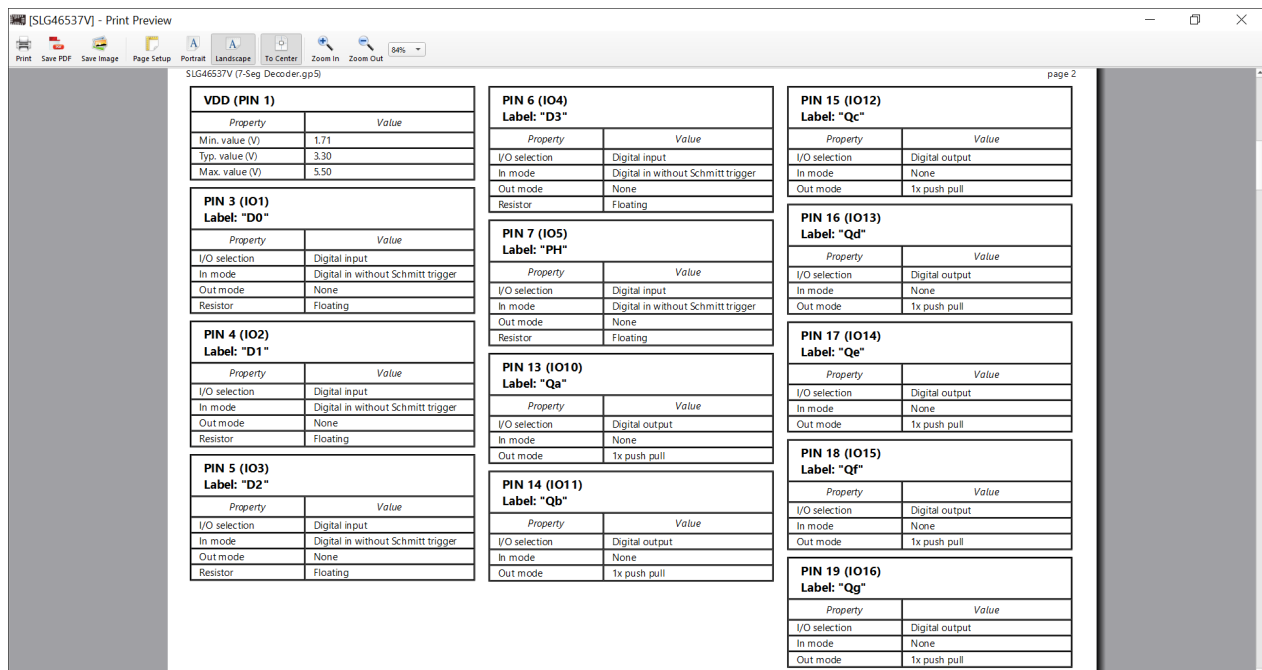 [SLG46537V] - Print Preview
Print Save PDF Save Image Page Setup Portrait Landscape To Center Zoom In Zoom Out 84%
SLG46537V (7-Seg Decoder.gp5) page 2
VDD (PIN 1)
Property Value
Min. value (V) 1.71
Typ. value (V) 3.30
Max. value (V) 5.50
PIN 3 (IO1)
Label: "D0"
Property Value
I/O selection Digital input
In mode Digital in without Schmitt trigger
Out mode None
Resistor Floating
PIN 4 (IO2)
Label: "D1"
Property Value
I/O selection Digital input
In mode Digital in without Schmitt trigger
Out mode None
Resistor Floating
PIN 5 (IO3)
Label: "D2"
Property Value
I/O selection Digital input
In mode Digital in without Schmitt trigger
Out mode None
Resistor Floating
PIN 6 (IO4)
Label: "D3"
Property Value
I/O selection Digital input
In mode Digital in without Schmitt trigger
Out mode None
Resistor Floating
PIN 7 (IO5)
Label: "PH"
Property Value
I/O selection Digital input
In mode Digital in without Schmitt trigger
Out mode None
Resistor Floating
PIN 13 (IO10)
Label: "Qa"
Property Value
I/O selection Digital output
In mode None
Out mode 1x push pull
PIN 14 (IO11)
Label: "Qb"
Property Value
I/O selection Digital output
In mode None
Out mode 1x push pull
PIN 15 (IO12)
Label: "Qc"
Property Value
I/O selection Digital output
In mode None
Out mode 1x push pull
PIN 16 (IO13)
Label: "Qd"
Property Value
I/O selection Digital output
In mode None
Out mode 1x push pull
PIN 17 (IO14)
Label: "Qe"
Property Value
I/O selection Digital output
In mode None
Out mode 1x push pull
PIN 18 (IO15)
Label: "Qf"
Property Value
I/O selection Digital output
In mode None
Out mode 1x push pull
PIN 19 (IO16)
Label: "Qg"
Property Value
I/O selection Digital output
In mode None
Out mode 1x push pull